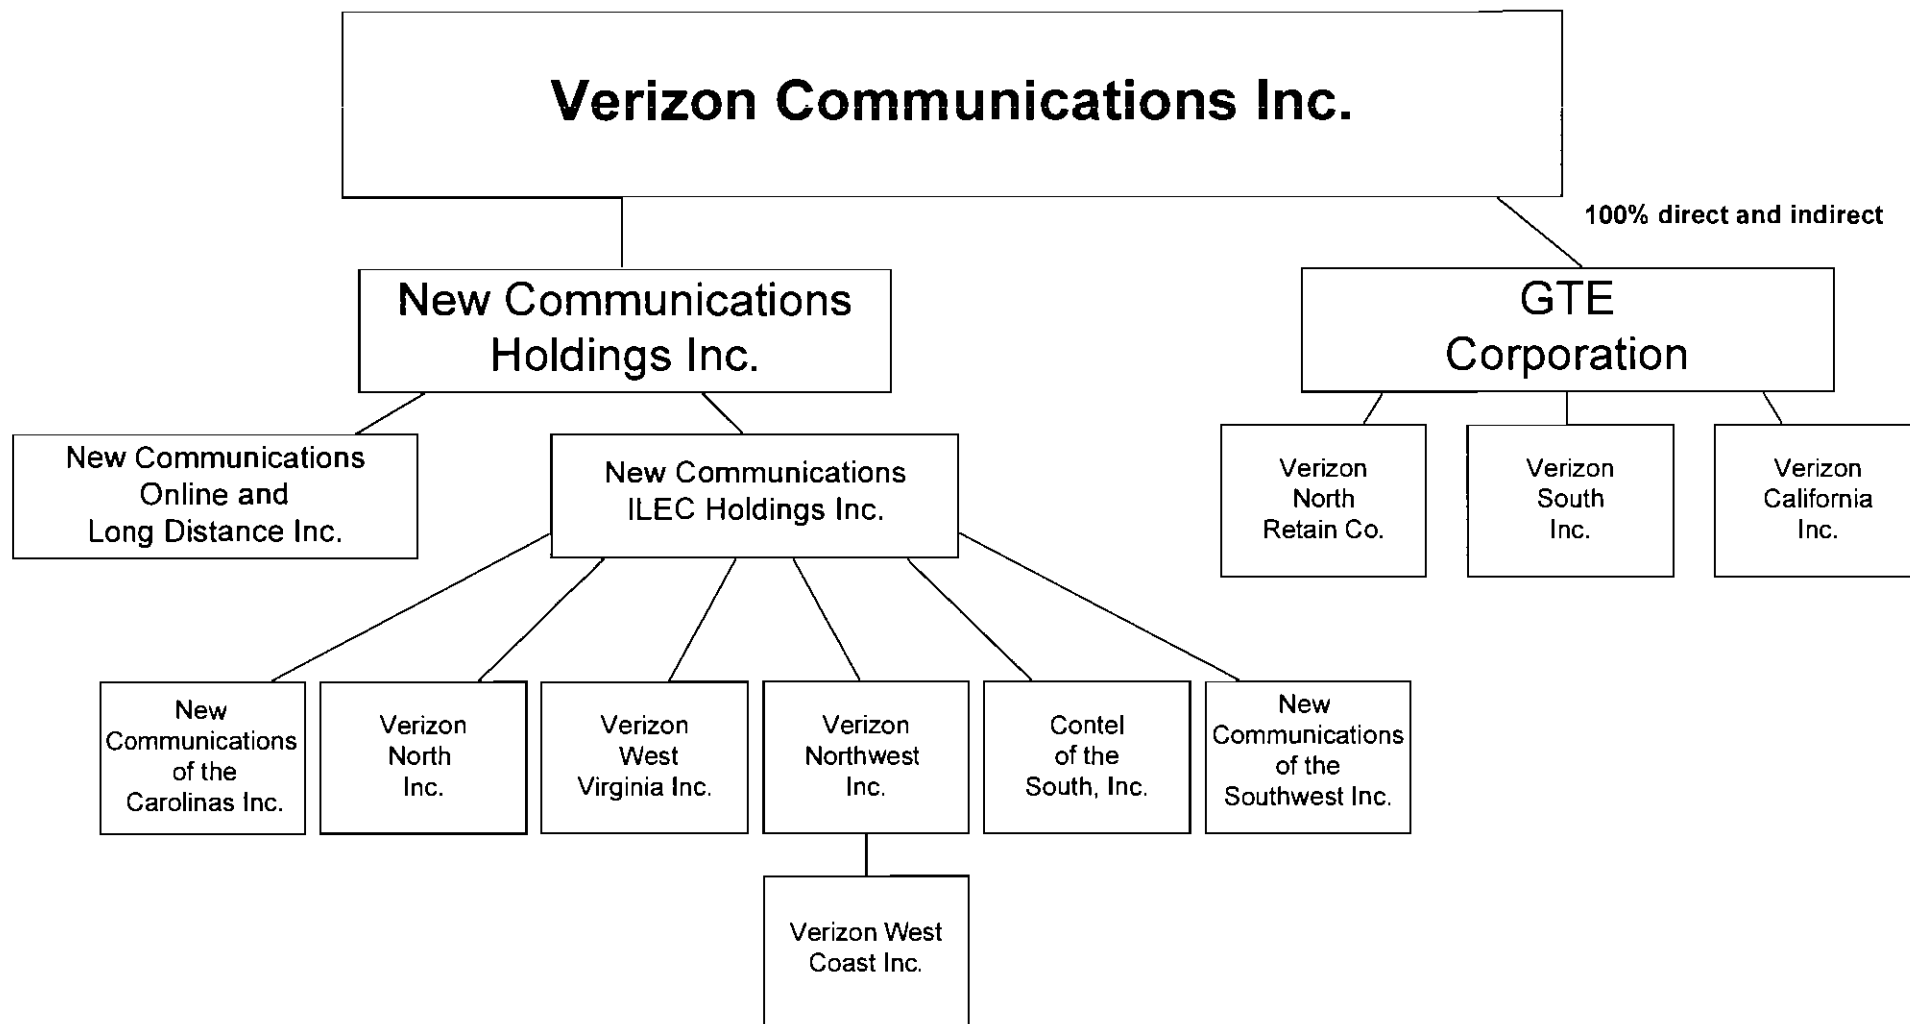 Verizon Communications Inc.
100% direct and indirect
New Communications
Holdings Inc.
GTE
Corporation
New Communications
Online and
Long Distance Inc.
New Communications
ILEC Holdings Inc.
Verizon
North
Retain Co.
Verizon
South
Inc.
Verizon
California
Inc.
New
Communications
of the
Carolinas Inc.
Verizon
North
Inc.
Verizon
West
Virginia Inc.
Verizon
Northwest
Inc.
Contel
of the
South, Inc.
New
Communications
of the
Southwest Inc.
Verizon West
Coast Inc.